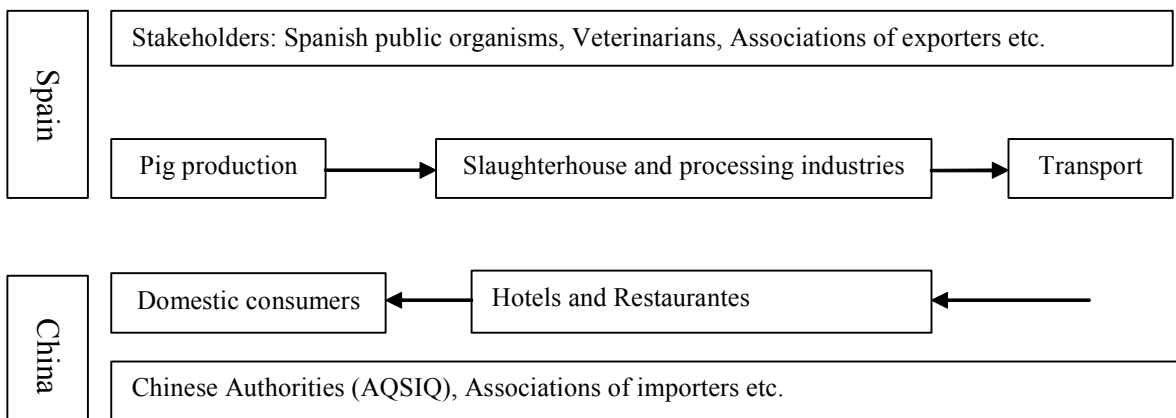 Spain
Stakeholders: Spanish public organisms, Veterinarians, Associations of exporters etc.
Pig production
Slaughterhouse and processing industries
Transport
China
Domestic consumers
Hotels and Restaurantes
Chinese Authorities (AQSIQ), Associations of importers etc.